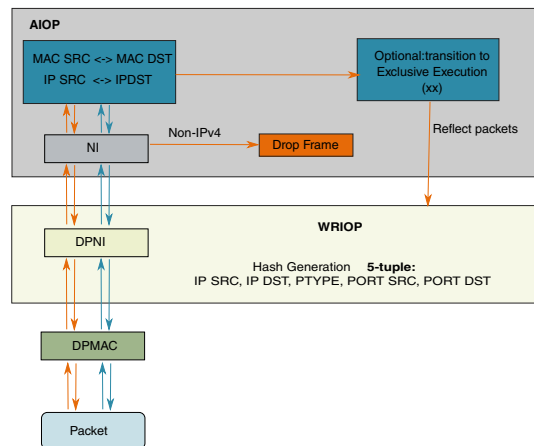 AIOP
MAC SRC <-> MAC DST
IP SRC <-> IPDST
Optional:transition to
Exclusive Execution
(xx)
Non-IPv4
Reflect packets
NI
Drop Frame
WRIOP
DPNI
Hash Generation 5-tuple:
IP SRC, IP DST, PTYPE, PORT SRC, PORT DST
DPMAC
Packet